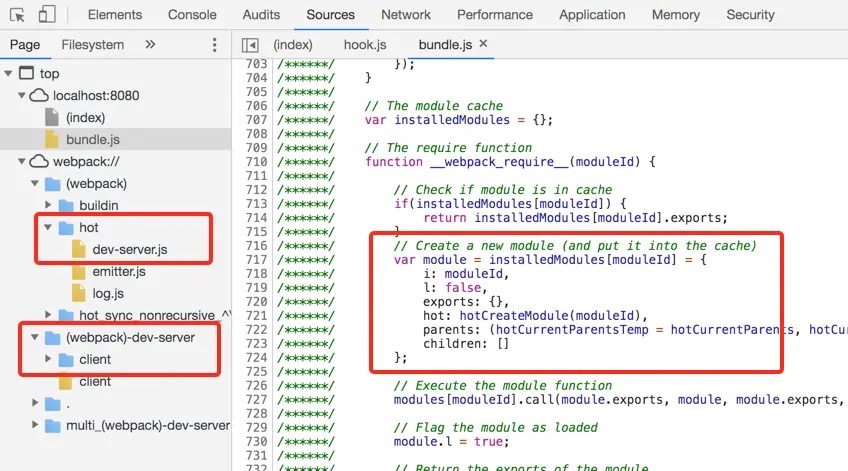 Elements Console Audits Sources Network Performance Application Memory Security
Page Filesystem »
(index) hook.js bundle.js ×
top
localhost:8080
(index)
bundle.js
webpack://
(webpack)
buildin
hot
dev-server.js
emitter.js
log.js
hot_sync_nonrecursive_^\
(webpack)-dev-server
client
client
.
multi_(webpack)-dev-server
703 /******/ });
704 /******/ }
705 /******/
706 /******/ // The module cache
707 /******/ var installedModules = {};
708 /******/
709 /******/ // The require function
710 /******/ function __webpack_require__(moduleId) {
711 /******/
712 /******/ // Check if module is in cache
713 /******/ if(installedModules[moduleId]) {
714 /******/ return installedModules[moduleId].exports;
715 /******/ }
716 /******/ // Create a new module (and put it into the cache)
717 /******/ var module = installedModules[moduleId] = {
718 /******/ i: moduleId,
719 /******/ l: false,
720 /******/ exports: {},
721 /******/ hot: hotCreateModule(moduleId),
722 /******/ parents: (hotCurrentParentsTemp = hotCurrentParents, hotCur
723 /******/ children: []
724 /******/ };
725 /******/
726 /******/ // Execute the module function
727 /******/ modules[moduleId].call(module.exports, module, module.exports,
728 /******/
729 /******/ // Flag the module as loaded
730 /******/ module.l = true;
731 /******/
732 /******/ // Return the exports of the module